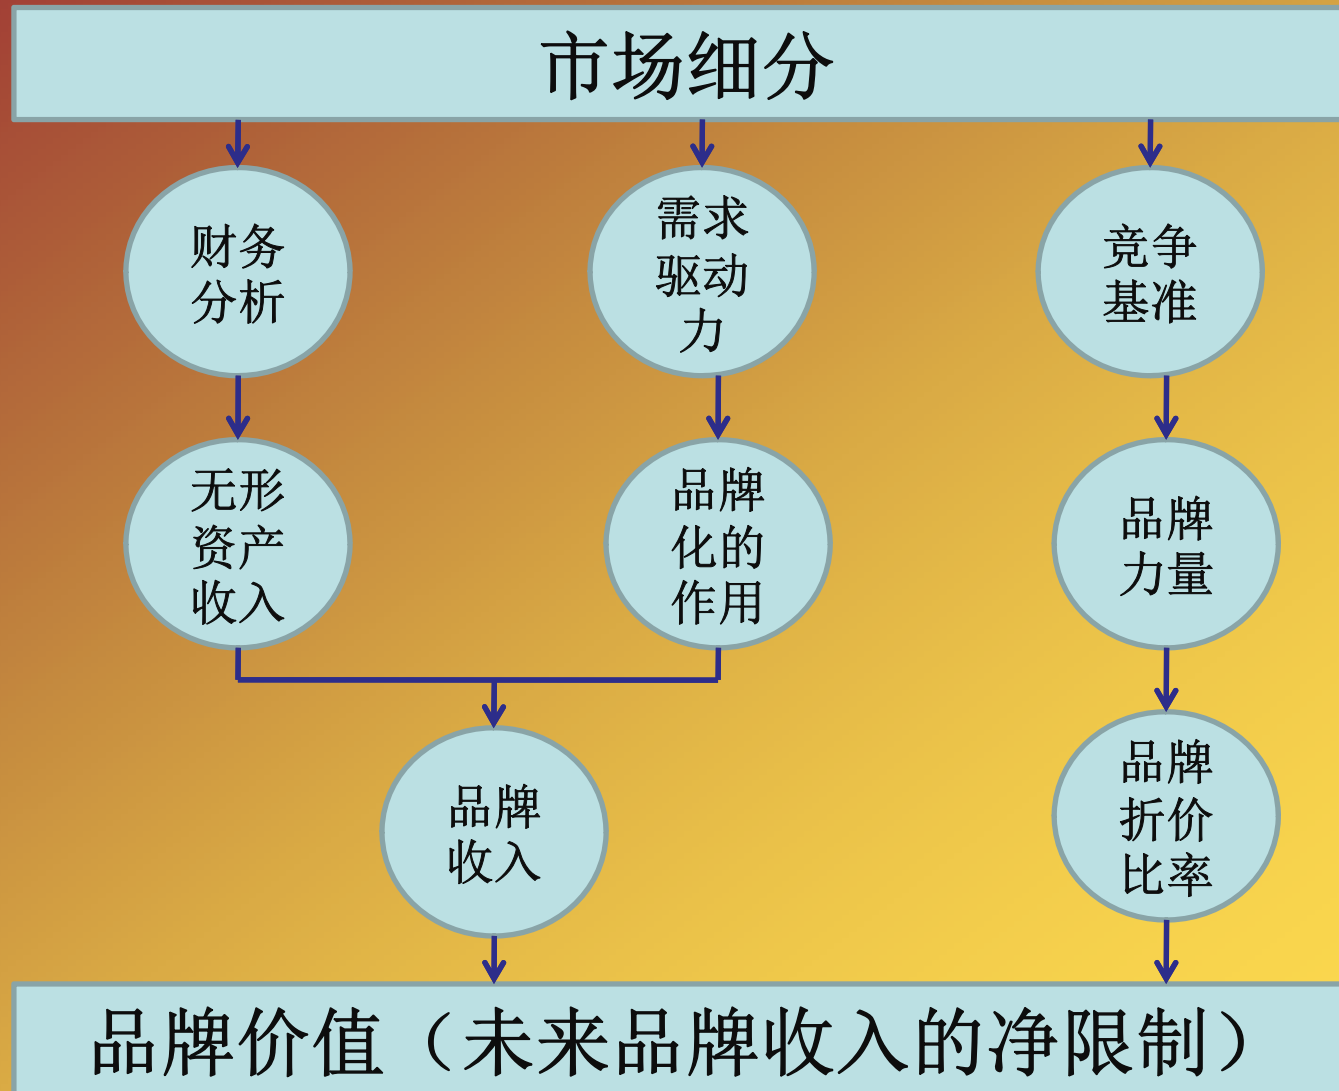 市场细分
财务
分析
需求
驱动
力
竞争
基准
无形
资产
收入
品牌
化的
作用
品牌
力量
品牌
收入
品牌
折价
比率
品牌价值（未来品牌收入的净限制）